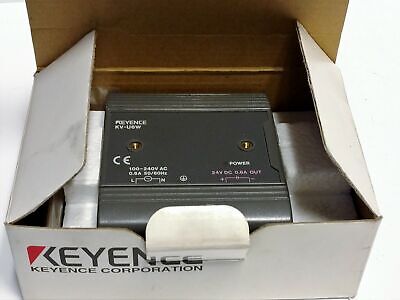 KEYENCE
KV-U6W
CE
100-240V AC
0.6A 50/60Hz
L N
POWER
24V DC 0.6A OUT
+ -
KEYENCE
KEYENCE CORPORATION